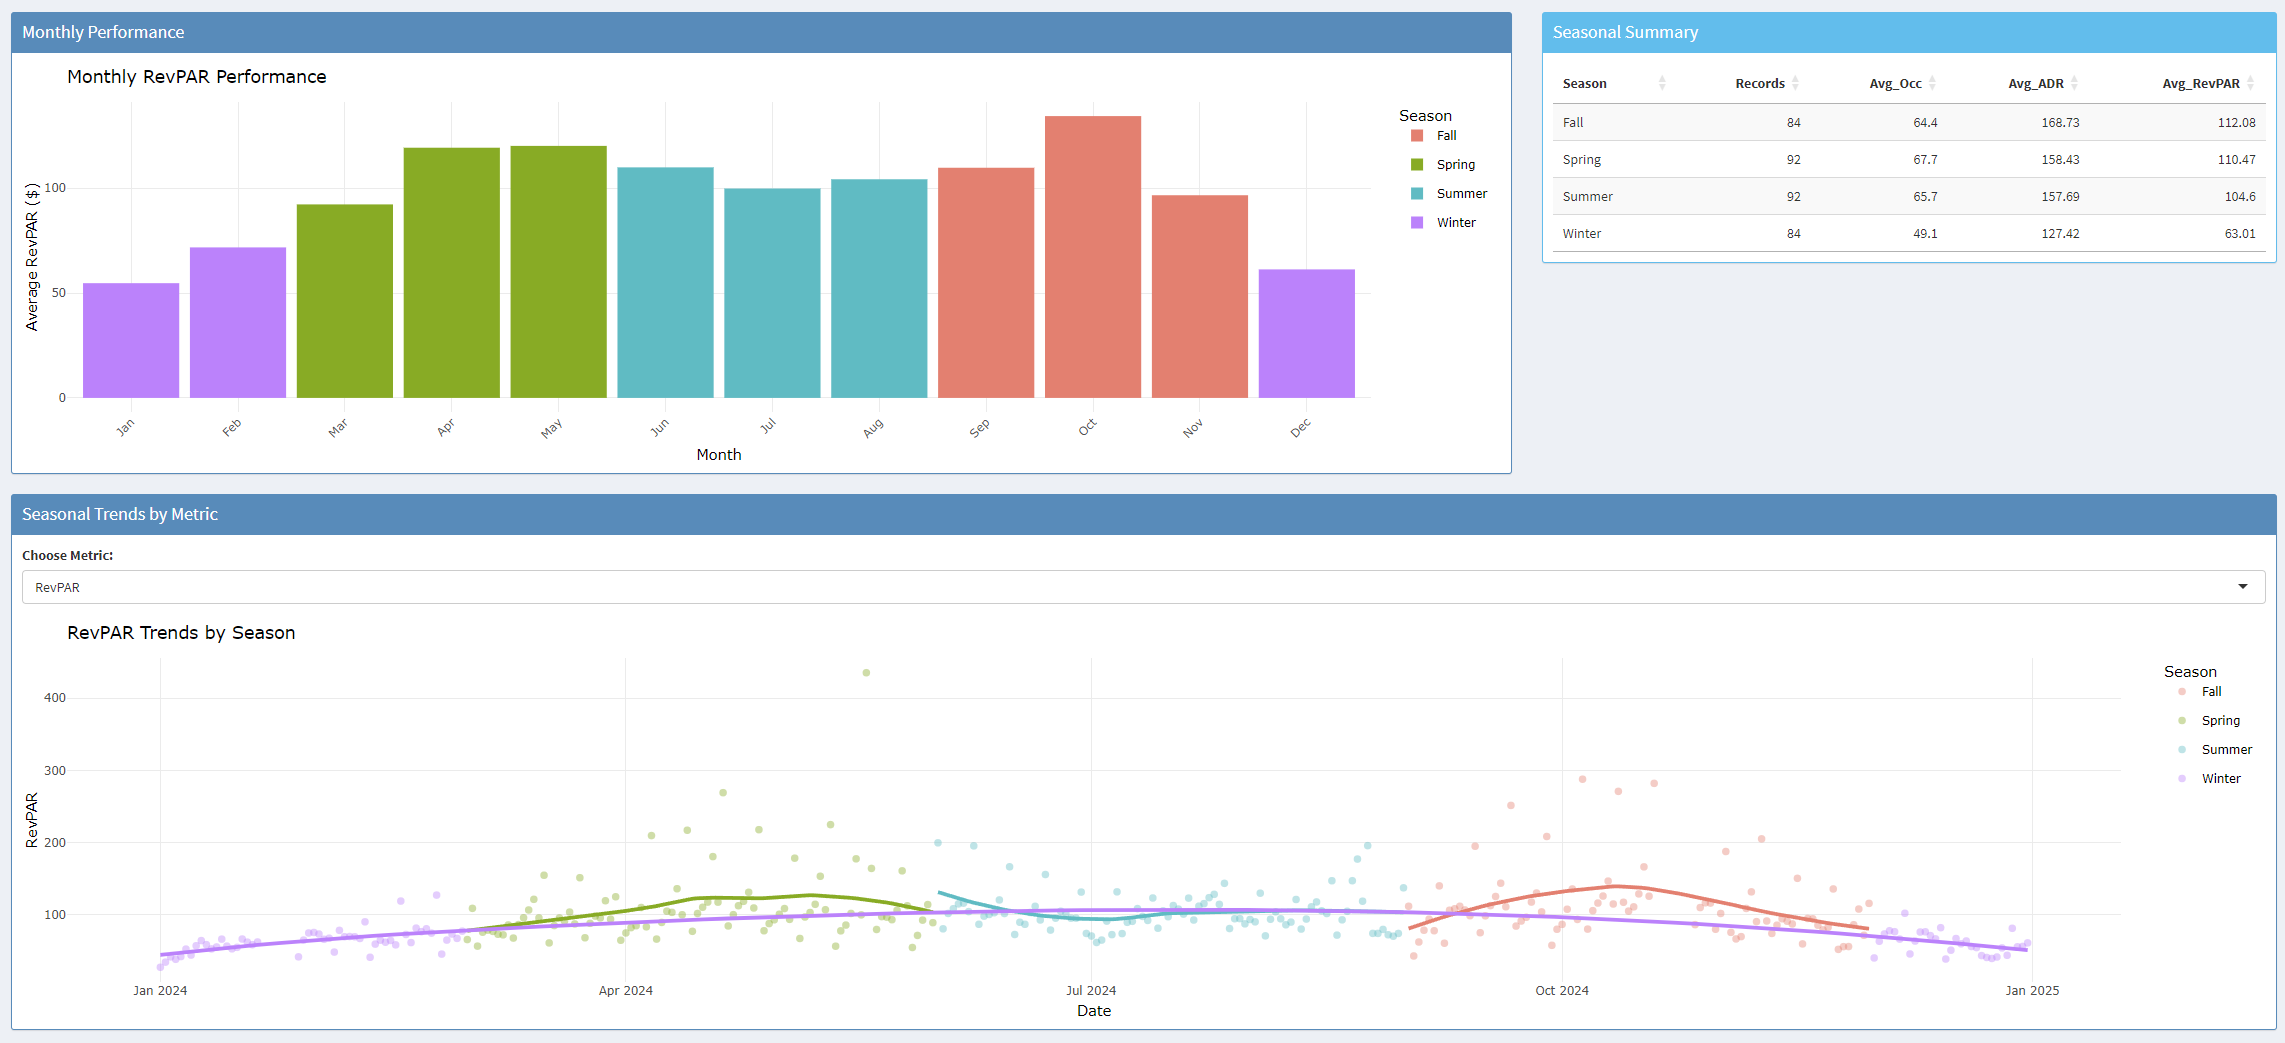 Monthly Performance
Monthly RevPAR Performance
Average RevPAR ($)
100
50
0
Jan
Feb
Mar
Apr
May
Jun
Jul
Aug
Sep
Oct
Nov
Dec
Month
Season
Fall
Spring
Summer
Winter
Seasonal Summary
Season Records Avg_Occ Avg_ADR Avg_RevPAR
Fall 84 64.4 168.73 112.08
Spring 92 67.7 158.43 110.47
Summer 92 65.7 157.69 104.6
Winter 84 49.1 127.42 63.01
Seasonal Trends by Metric
Choose Metric:
RevPAR
RevPAR Trends by Season
RevPAR
400
300
200
100
Jan 2024
Apr 2024
Jul 2024
Oct 2024
Jan 2025
Date
Season
Fall
Spring
Summer
Winter